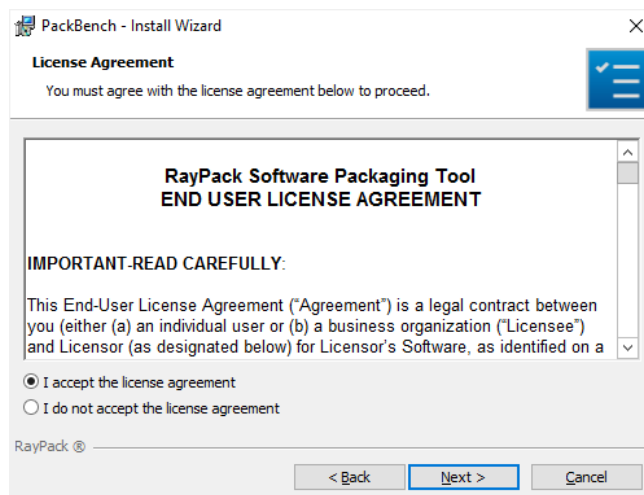 PackBench - Install Wizard
License Agreement
You must agree with the license agreement below to proceed.
RayPack Software Packaging Tool
END USER LICENSE AGREEMENT
IMPORTANT-READ CAREFULLY:
This End-User License Agreement (“Agreement”) is a legal contract between
you (either (a) an individual user or (b) a business organization (“Licensee”)
and Licensor (as designated below) for Licensor’s Software, as identified on a
I accept the license agreement
I do not accept the license agreement
RayPack ®
< Back Next > Cancel